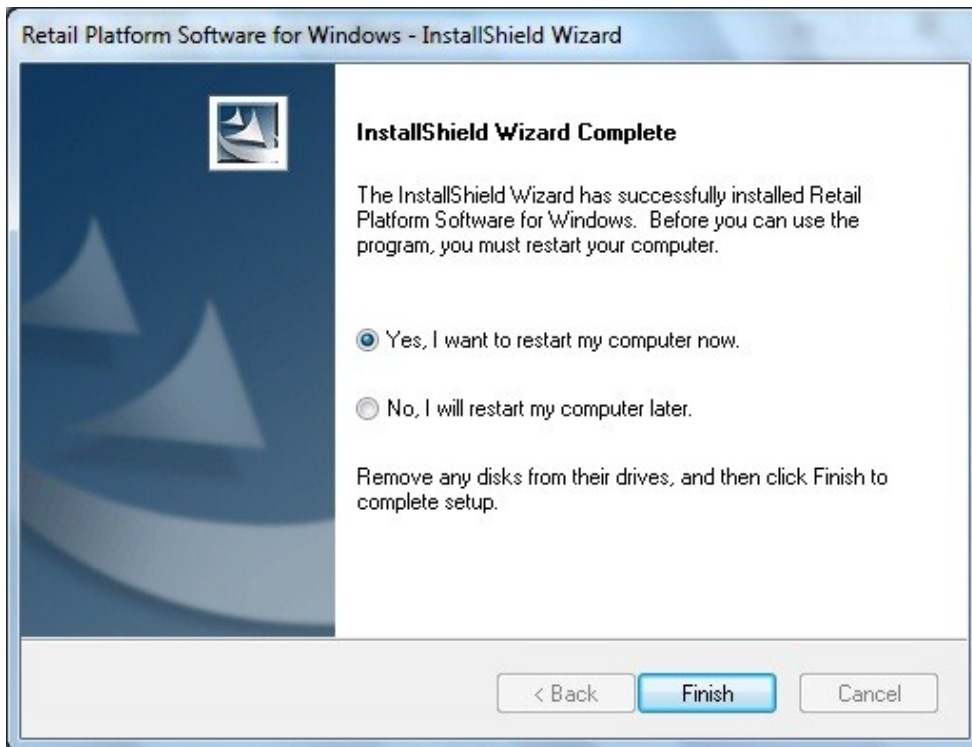 Retail Platform Software for Windows - InstallShield Wizard
InstallShield Wizard Complete
The InstallShield Wizard has successfully installed Retail
Platform Software for Windows.  Before you can use the
program, you must restart your computer.
Yes, I want to restart my computer now.
No, I will restart my computer later.
Remove any disks from their drives, and then click Finish to
complete setup.
< Back
Finish
Cancel